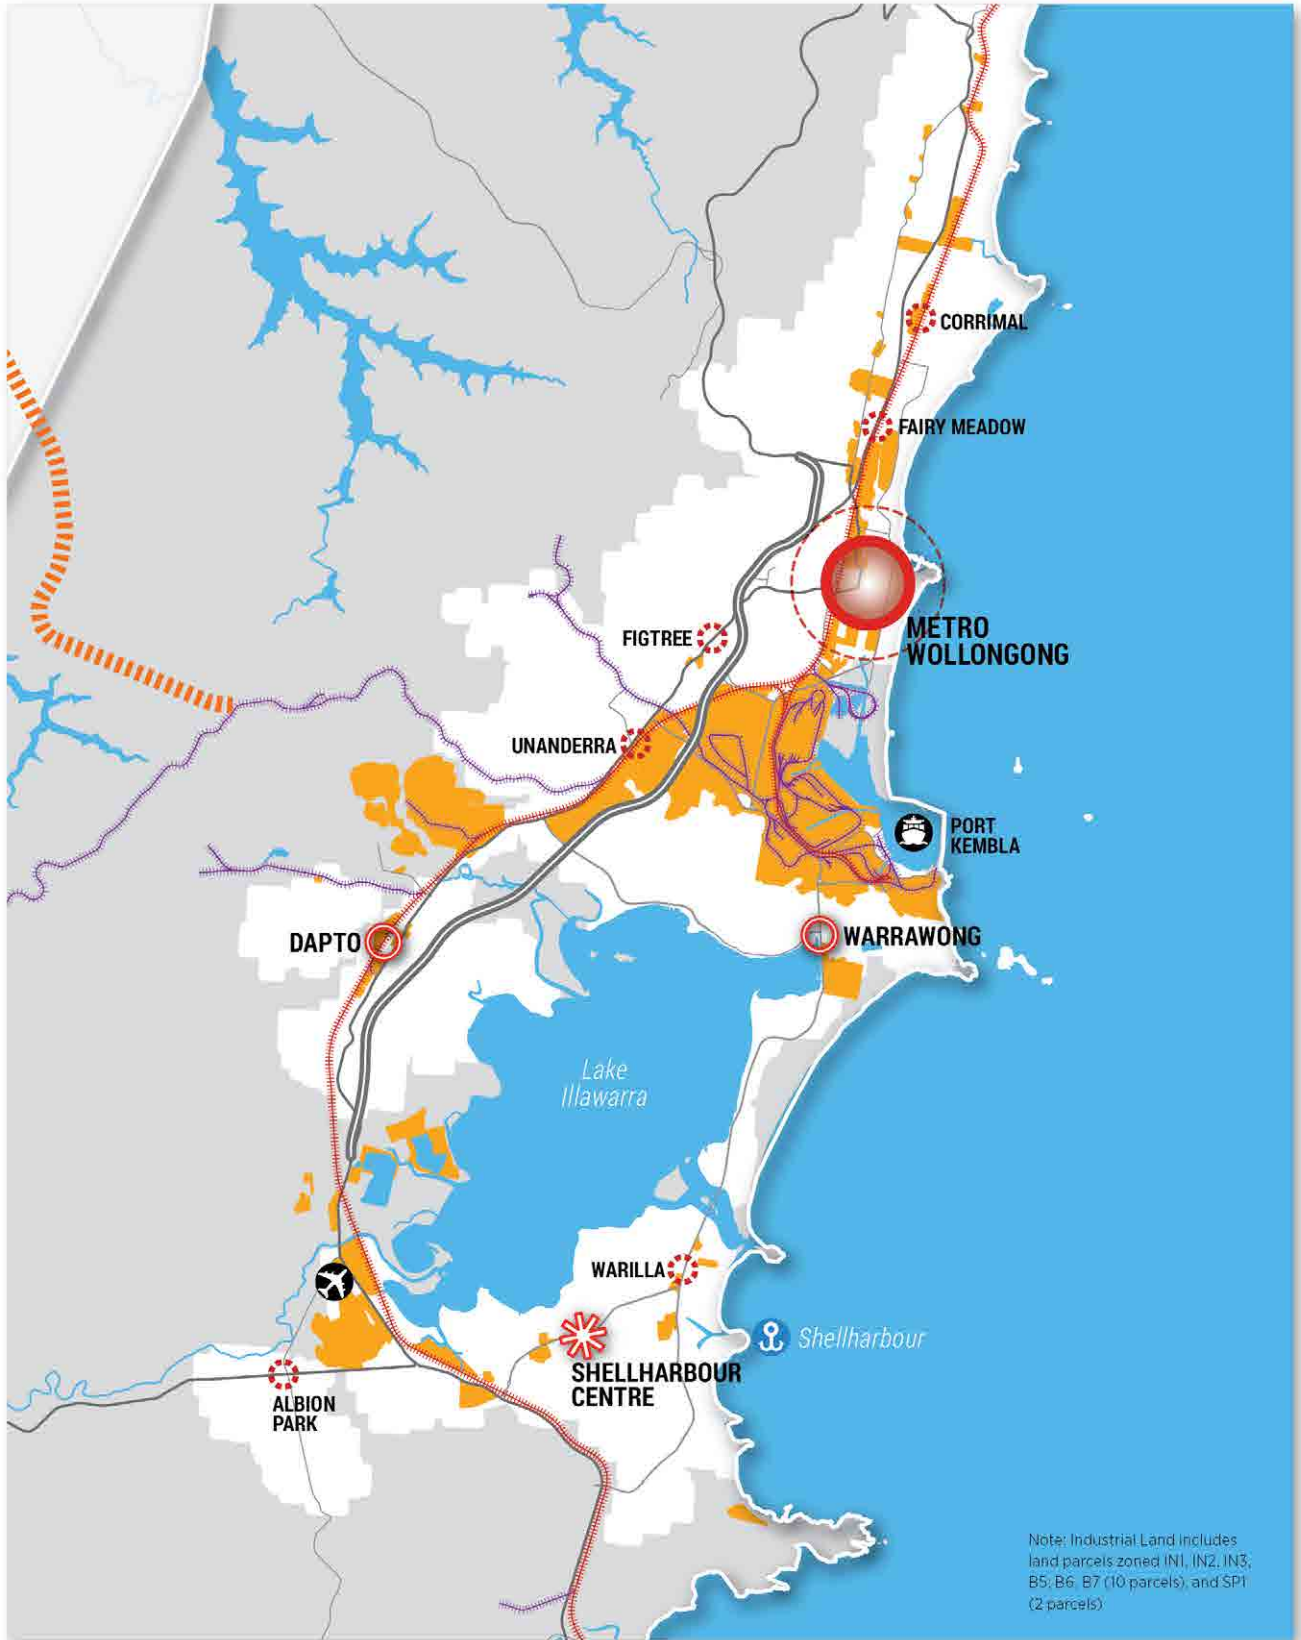 CORRIMAL
FAIRY MEADOW
METRO
WOLLONGONG
FIGTREE
UNANDERRA
PORT
KEMBLA
DAPTO
WARRAWONG
Lake
Illawarra
WARILLA
Shellharbour
SHELLHARBOUR
CENTRE
ALBION
PARK
Note: Industrial Land includes
land parcels zoned IN1, IN2, IN3,
B5, B6, B7 (10 parcels), and SP1
(2 parcels)